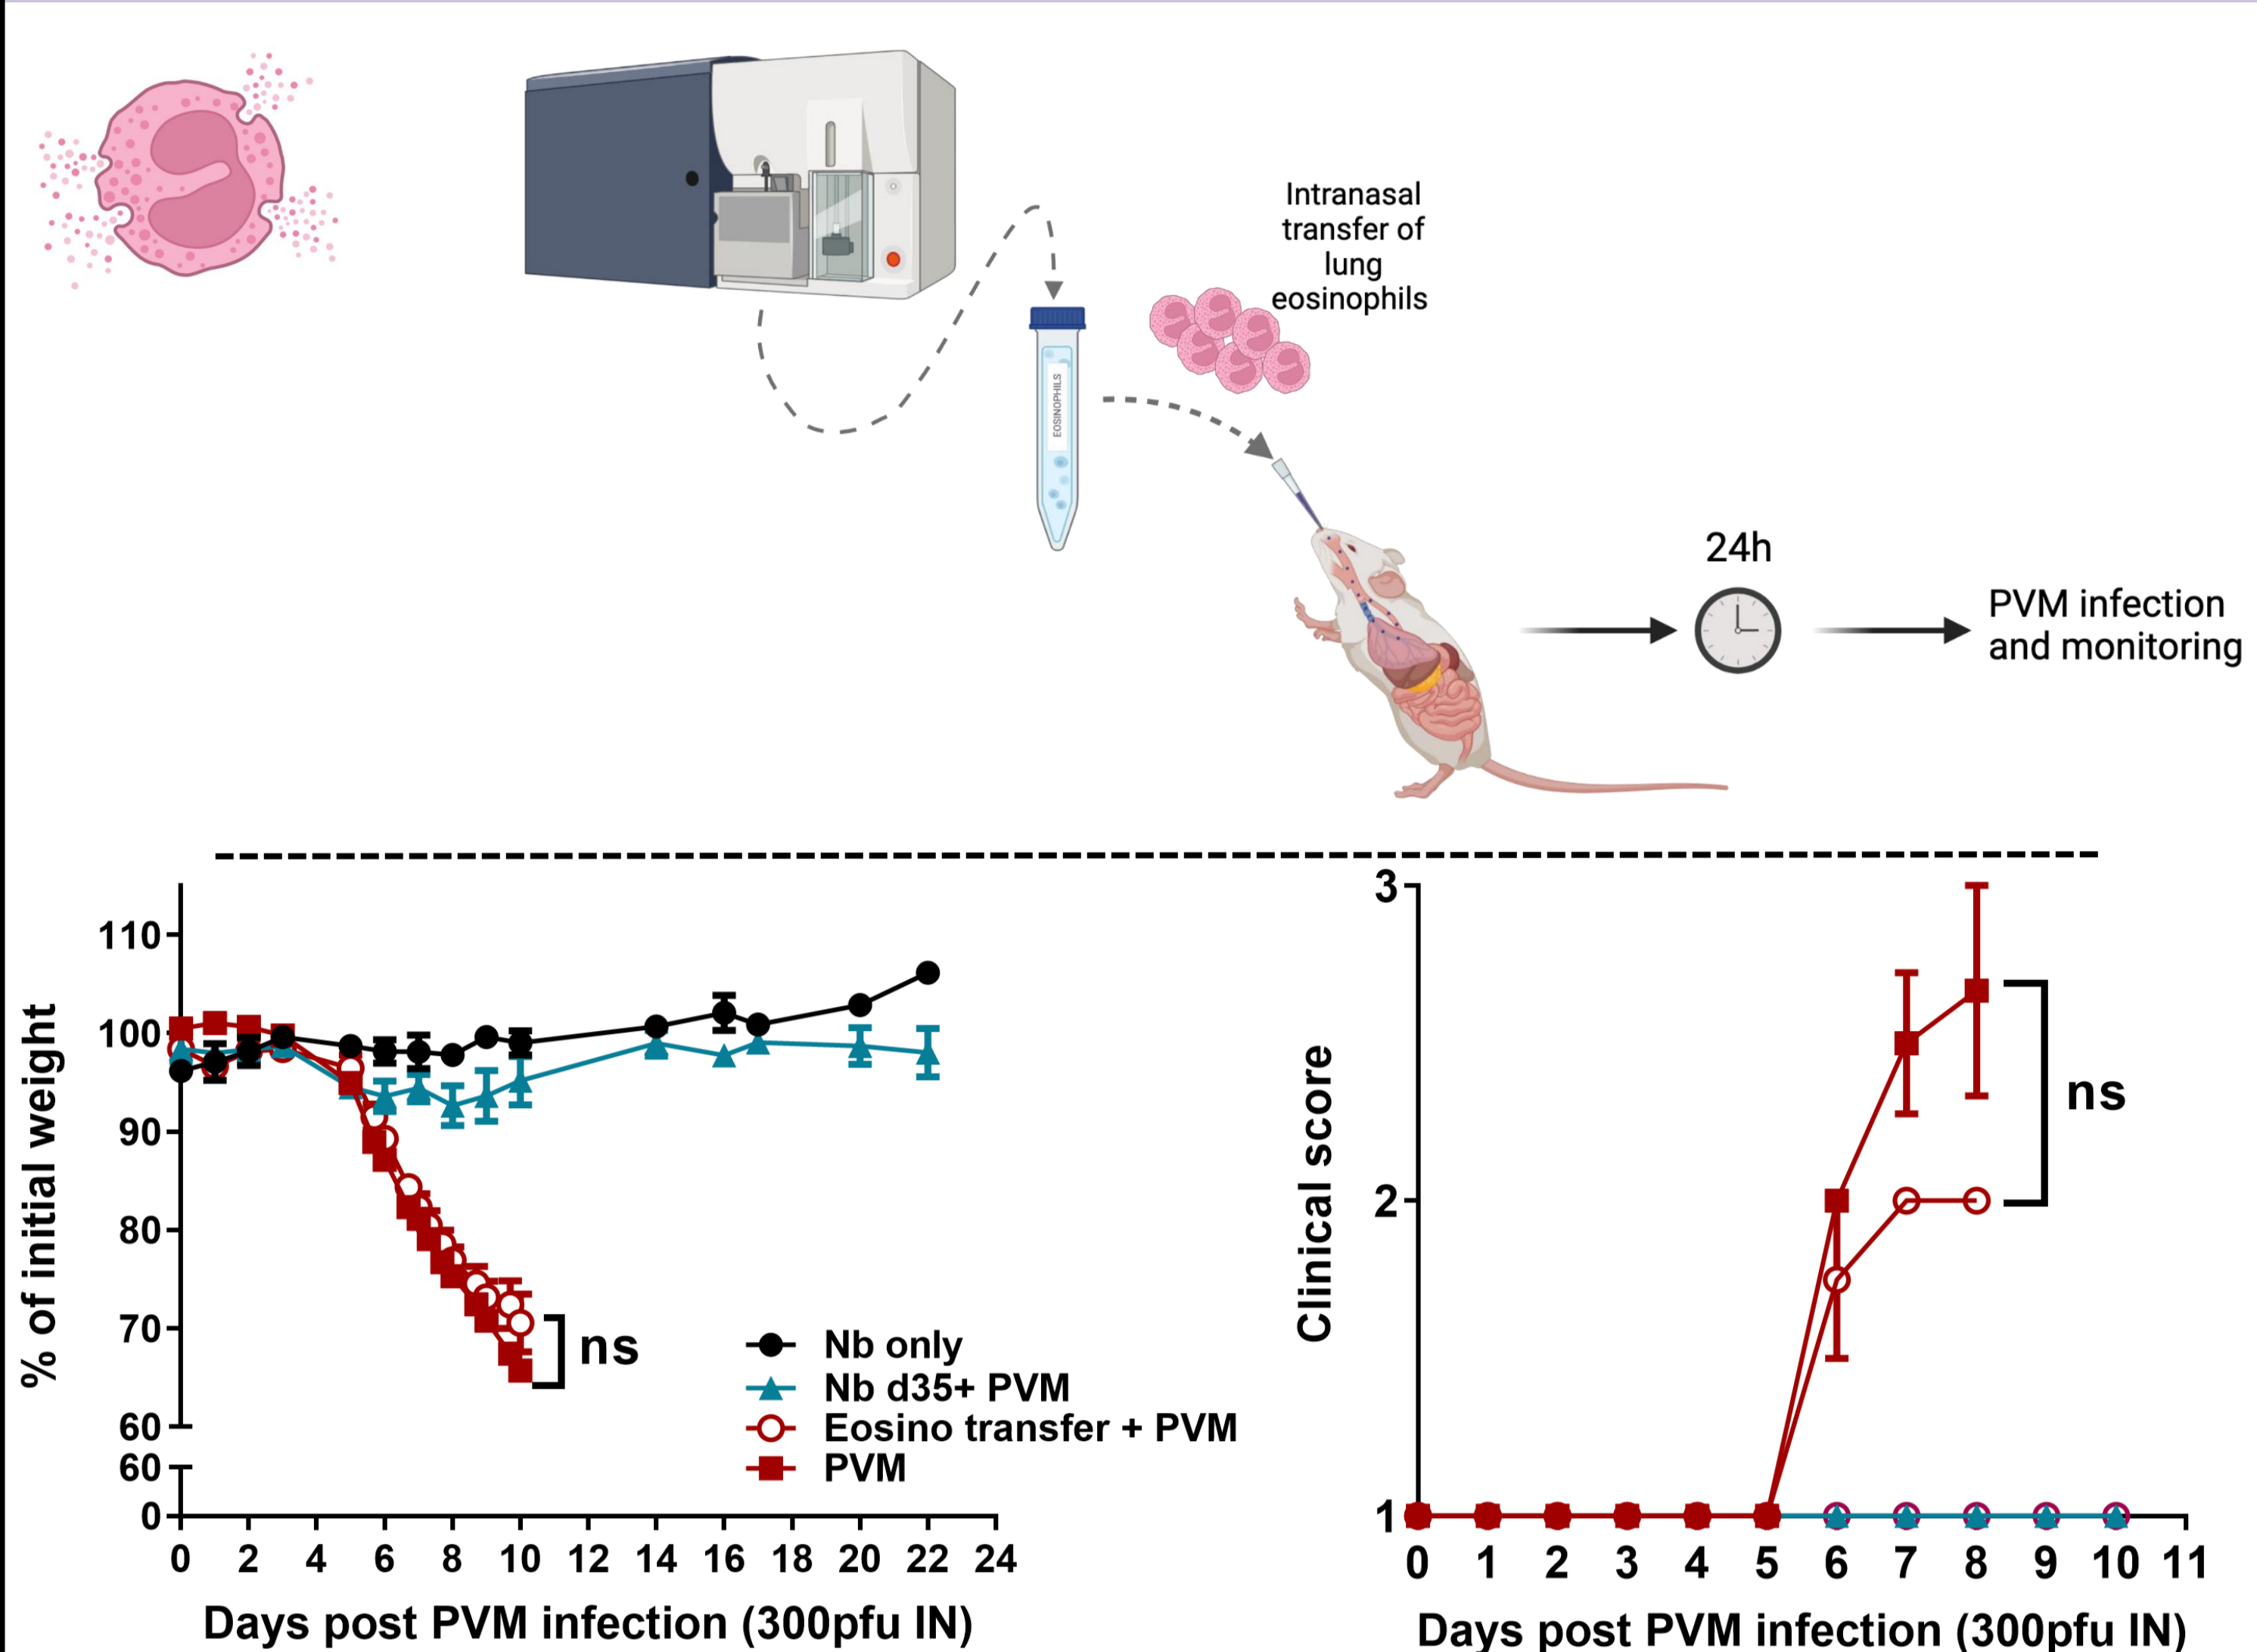 Intranasal
transfer of
lung
eosinophils
EOSINOPHILS
24h
PVM infection
and monitoring
% of initial weight
110
100
90
80
70
60
60
0
0 2 4 6 8 10 12 14 16 18 20 22 24
Days post PVM infection (300pfu IN)
ns
Nb only
Nb d35+ PVM
Eosino transfer + PVM
PVM
Clinical score
3
2
1
ns
0 1 2 3 4 5 6 7 8 9 10 11
Days post PVM infection (300pfu IN)